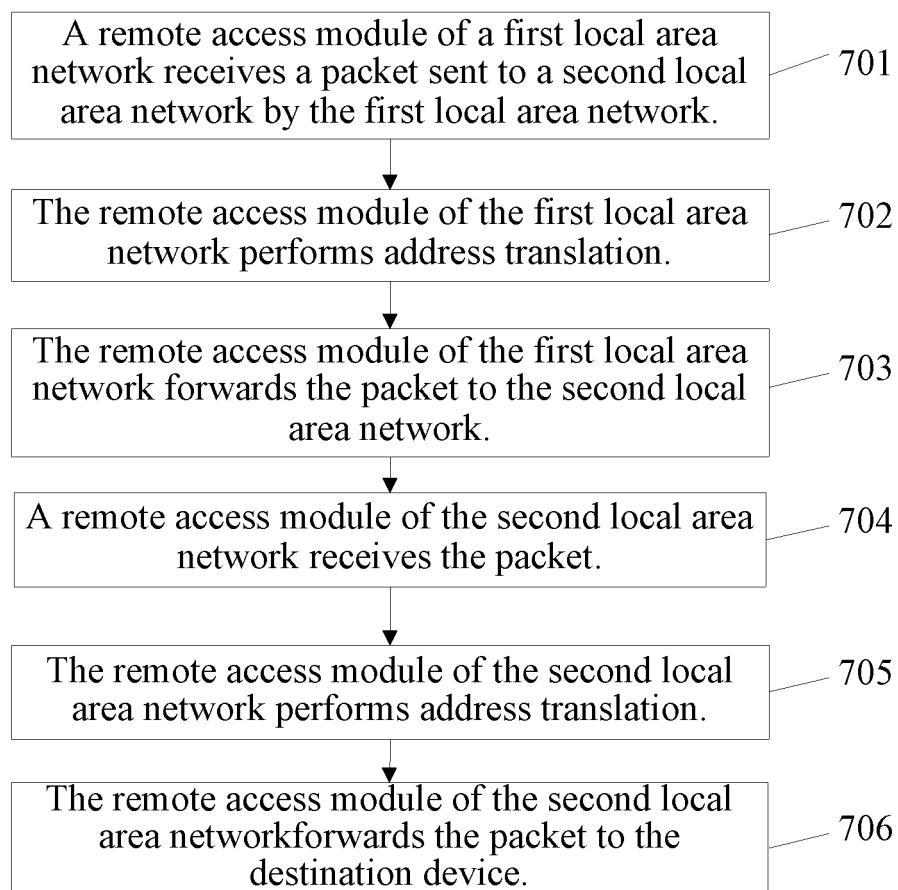 A remote access module of a first local area
network receives a packet sent to a second local
area network by the first local area network.
701
The remote access module of the first local area
network performs address translation.
702
The remote access module of the first local area
network forwards the packet to the second local
area network.
703
A remote access module of the second local area
network receives the packet.
704
The remote access module of the second local
area network performs address translation.
705
The remote access module of the second local
area networkforwards the packet to the
destination device.
706